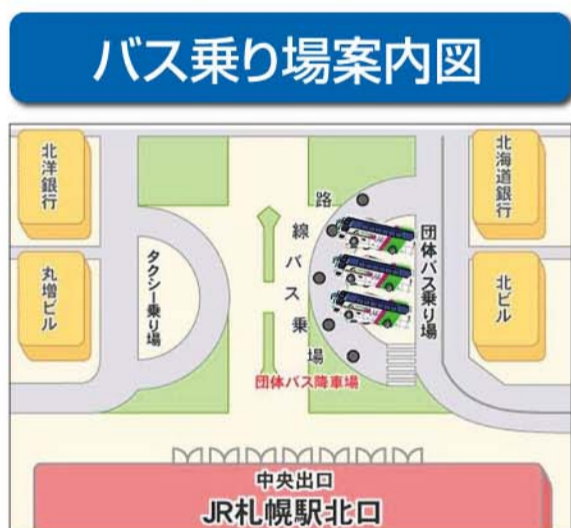 バス乗り場案内図
北洋銀行
丸増ビル
タクシー乗り場
路線バス乗場
団体バス乗り場
北海道銀行
北ビル
団体バス降車場
中央出口
JR札幌駅北口